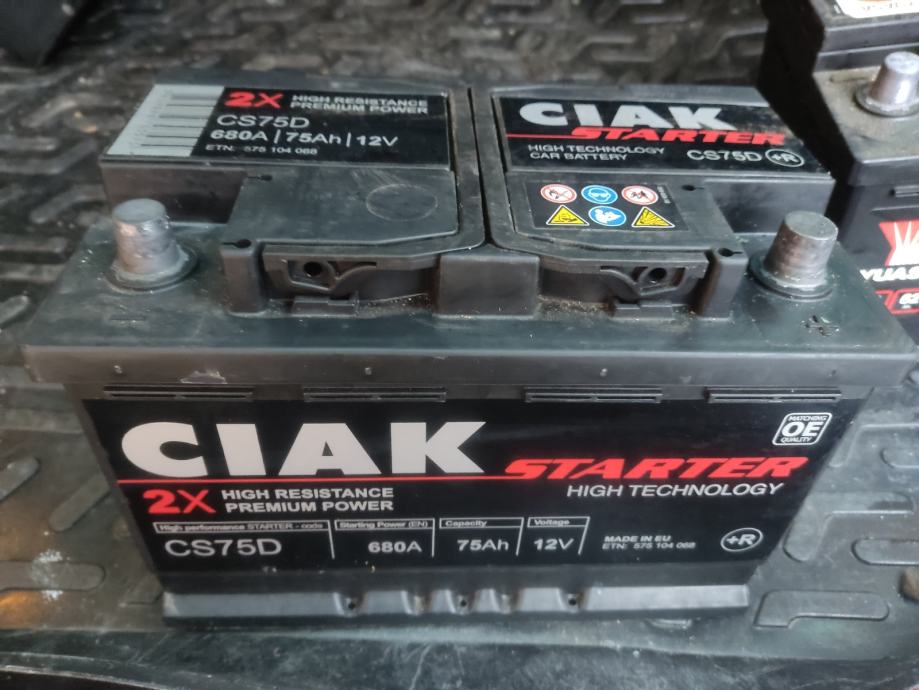 2X HIGH RESISTANCE
PREMIUM POWER
CS75D
680A | 75Ah | 12V
ETN: 575 104 068
CIAK
STARTER
HIGH TECHNOLOGY
CAR BATTERY
CS75D +R
YUAS
−
+
CIAK
STARTER
HIGH TECHNOLOGY
MATCHING
OE
QUALITY
2X HIGH RESISTANCE
PREMIUM POWER
High performance STARTER - code
CS75D
Starting Power (EN)
680A
Capacity
75Ah
Voltage
12V
MADE IN EU
ETN: 575 104 068
+R